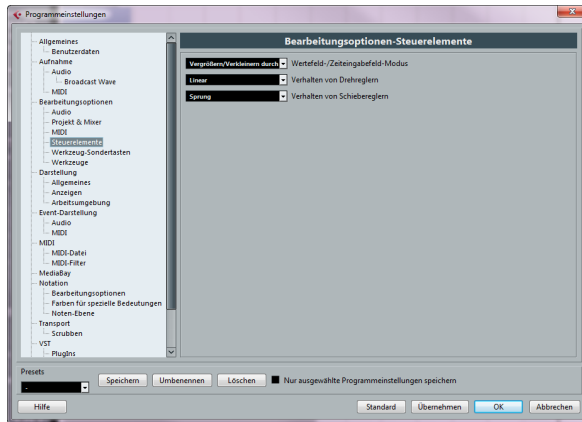 Programmeinstellungen
Allgemeines
Benutzerdaten
Aufnahme
Audio
Broadcast Wave
MIDI
Bearbeitungsoptionen
Audio
Projekt & Mixer
MIDI
Steuerelemente
Werkzeug-Sondertasten
Werkzeuge
Darstellung
Allgemeines
Anzeigen
Arbeitsumgebung
Event-Darstellung
Audio
MIDI
MIDI
MIDI-Datei
MIDI-Filter
MediaBay
Notation
Bearbeitungsoptionen
Farben für spezielle Bedeutungen
Noten-Ebene
Transport
Scrubben
VST
PlugIns
Bearbeitungsoptionen-Steuerelemente
Vergrößern/Verkleinern durch Wertefeld-/Zeiteingabefeld-Modus
Linear Verhalten von Drehreglern
Sprung Verhalten von Schiebereglern
Presets
-
Speichern Umbenennen Löschen Nur ausgewählte Programmeinstellungen speichern
Hilfe Standard Übernehmen OK Abbrechen